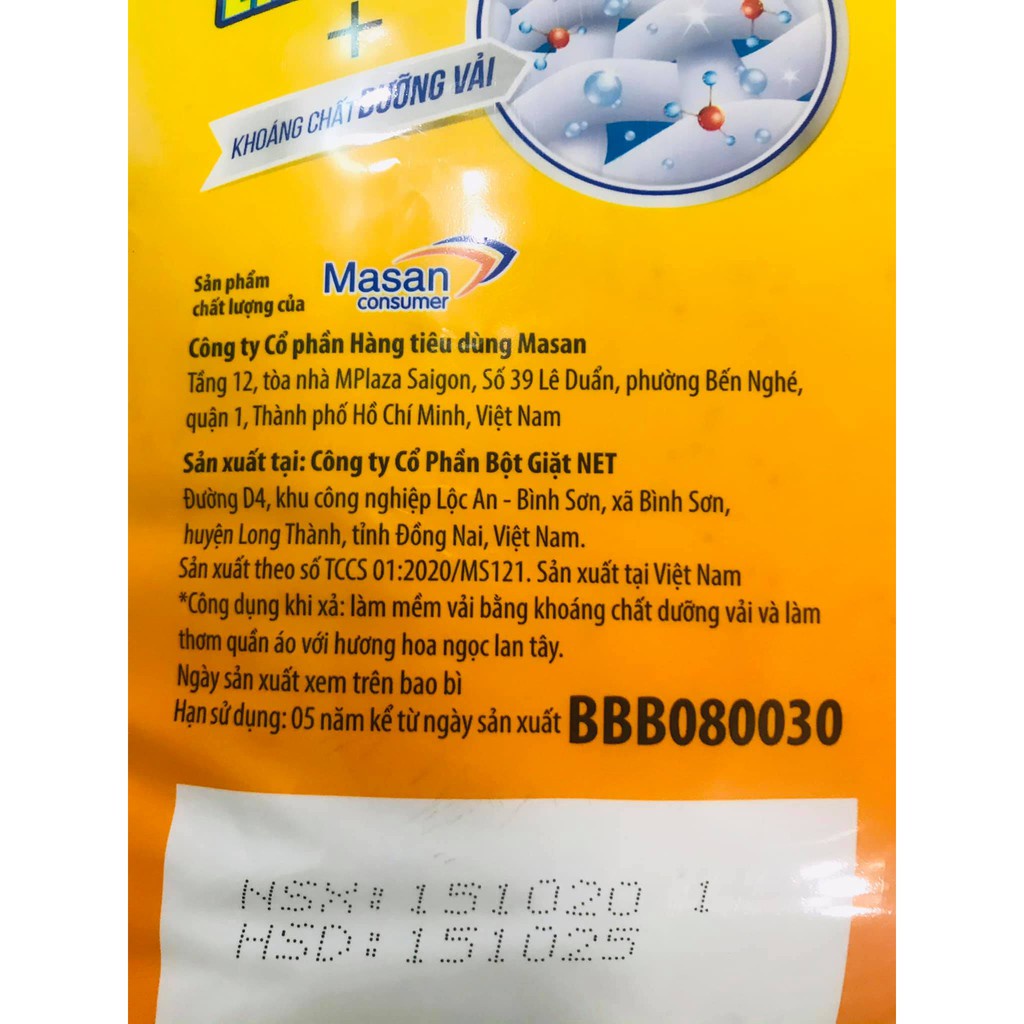 +
KHOÁNG CHẤT DƯỠNG VẢI
Sản phẩm
chất lượng của
Masan
consumer
Công ty Cổ phần Hàng tiêu dùng Masan
Tầng 12, tòa nhà MPlaza Saigon, Số 39 Lê Duẩn, phường Bến Nghé,
quận 1, Thành phố Hồ Chí Minh, Việt Nam
Sản xuất tại: Công ty Cổ Phần Bột Giặt NET
Đường D4, khu công nghiệp Lộc An - Bình Sơn, xã Bình Sơn,
huyện Long Thành, tỉnh Đồng Nai, Việt Nam.
Sản xuất theo số TCCS 01:2020/MS121. Sản xuất tại Việt Nam
*Công dụng khi xả: làm mềm vải bằng khoáng chất dưỡng vải và làm
thơm quần áo với hương hoa ngọc lan tây.
Ngày sản xuất xem trên bao bì
Hạn sử dụng: 05 năm kể từ ngày sản xuất BBB080030
NSX: 151020 1
HSD: 151025